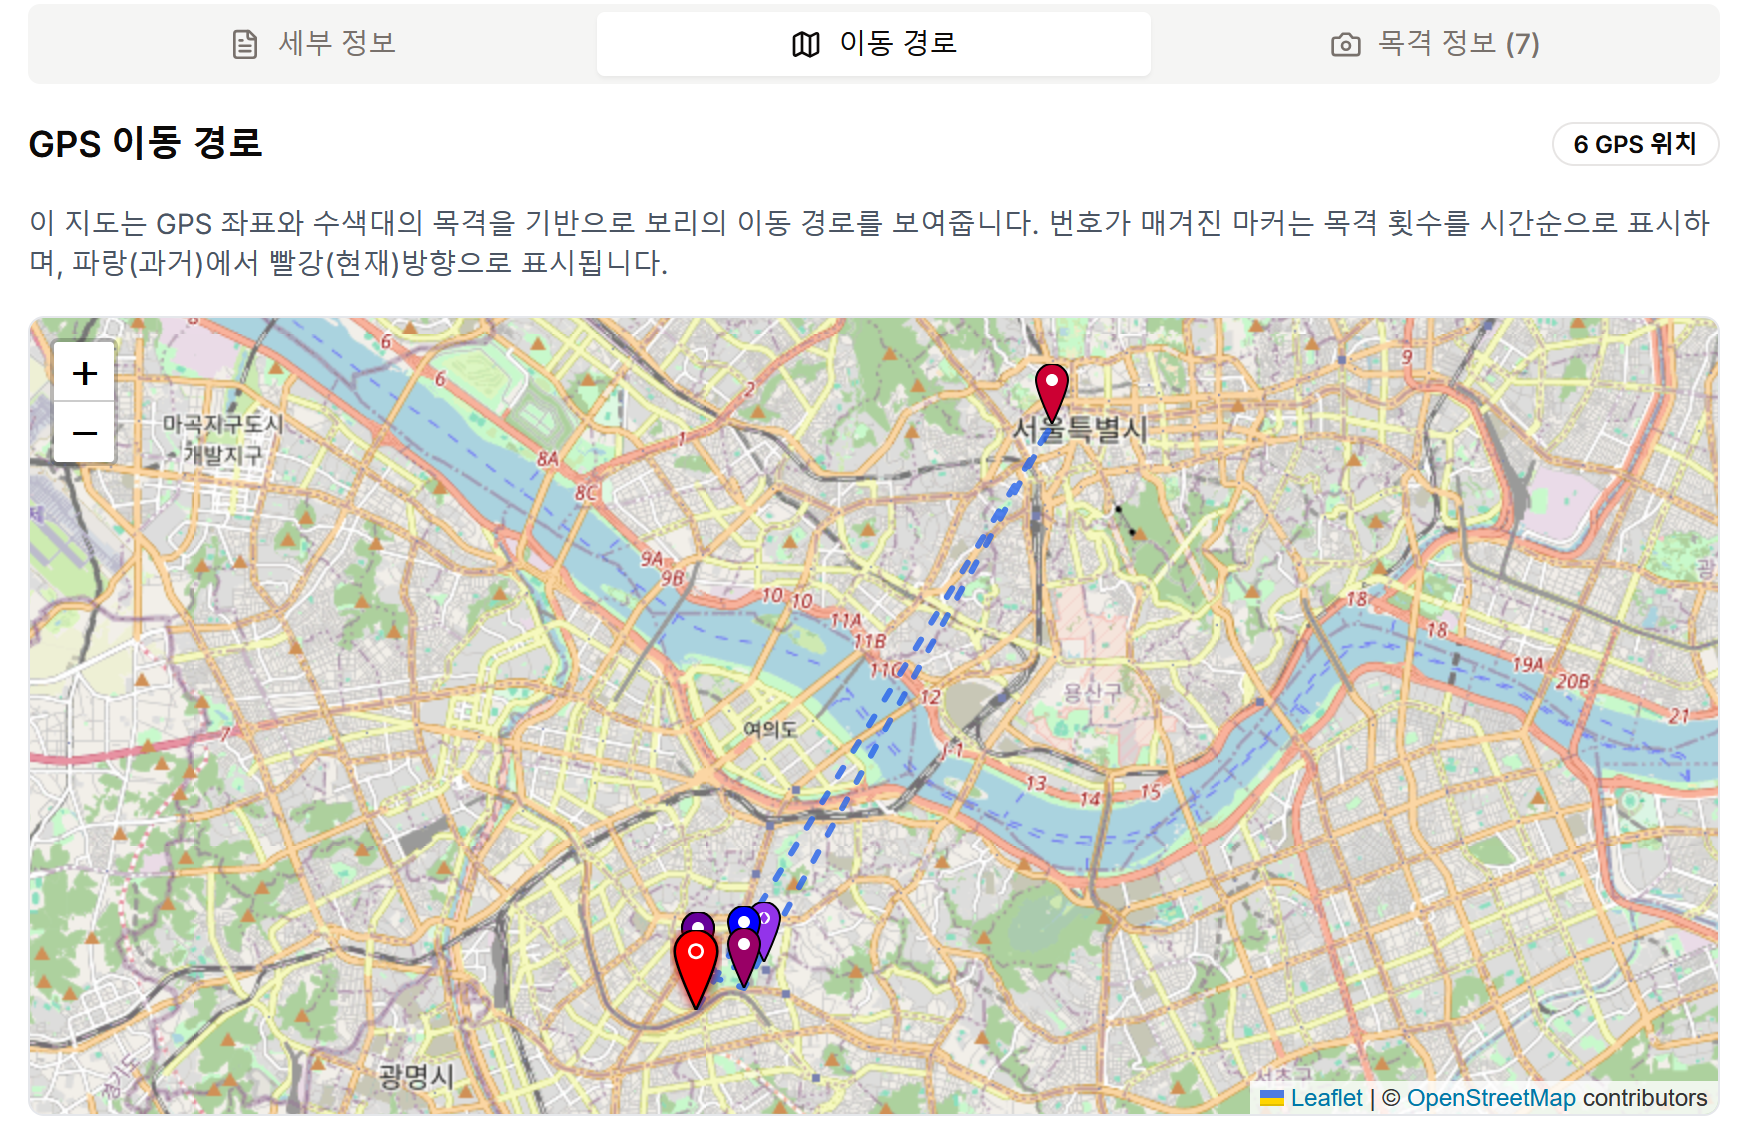 세부 정보
이동 경로
목격 정보 (7)
GPS 이동 경로
6 GPS 위치
이 지도는 GPS 좌표와 수색대의 목격을 기반으로 보리의 이동 경로를 보여줍니다. 번호가 매겨진 마커는 목격 횟수를 시간순으로 표시하
며, 파랑(과거)에서 빨강(현재)방향으로 표시됩니다.
+
−
6
6
2
9
1
마곡지구도시
개발지구
서울특별시
8A
8C
9A
9B
10
10
11A
11B
18
18
19A
20B
21
12
용산구
여의도
7
J-1
13
14
15
광명시
경기도
서초구
Leaflet | © OpenStreetMap contributors